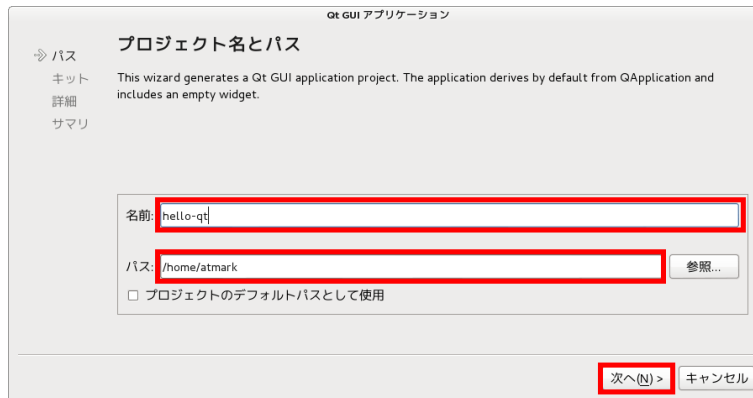 Qt GUI アプリケーション
パス
キット
詳細
サマリ
プロジェクト名とパス
This wizard generates a Qt GUI application project. The application derives by default from QApplication and
includes an empty widget.
名前: hello-qt
パス: /home/atmark 参照...
プロジェクトのデフォルトパスとして使用
次へ(N) > キャンセル